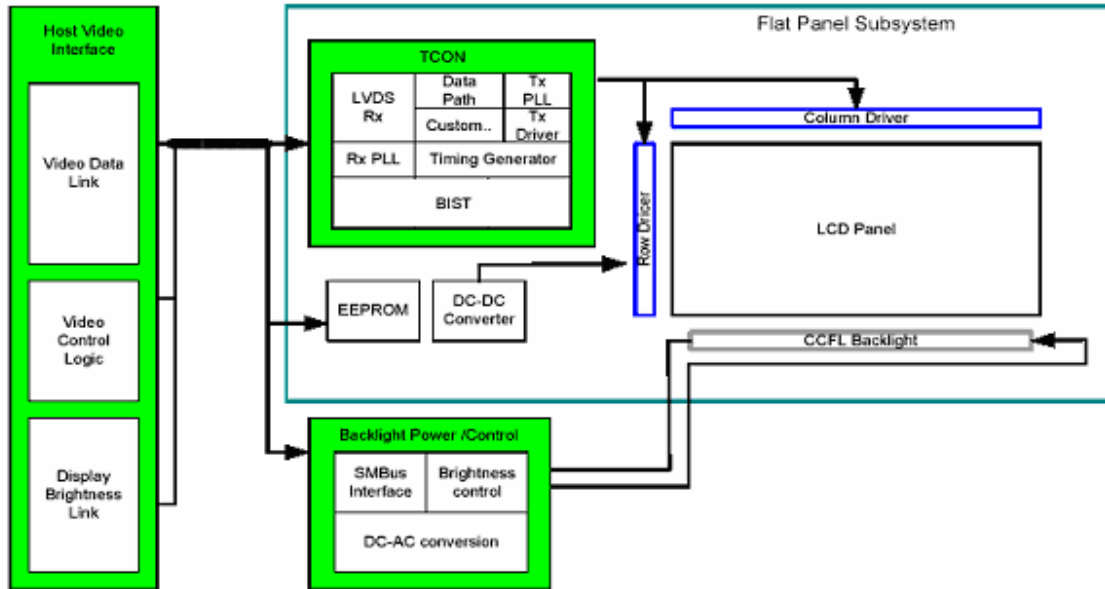 Host Video
Interface
Video Data
Link
Video
Control
Logic
Display
Brightness
Link
Flat Panel Subsystem
TCON
LVDS
Rx
Data
Path
Tx
PLL
Custom..
Tx
Driver
Rx PLL
Timing Generator
BIST
Column Driver
Row Dricer
LCD Panel
EEPROM
DC-DC
Converter
CCFL Backlight
Backlight Power /Control
SMBus
Interface
Brightness
control
DC-AC conversion